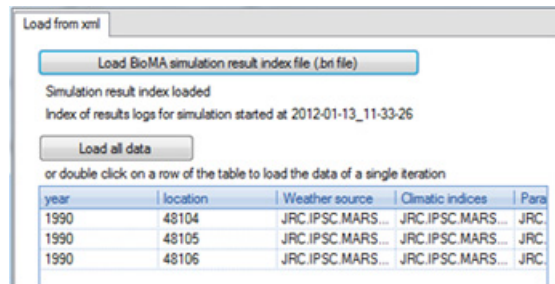 Load from xml
Load BioMA simulation result index file (.bri file)
Simulation result index loaded
Index of results logs for simulation started at 2012-01-13_11-33-26
Load all data
or double click on a row of the table to load the data of a single iteration
year location Weather source Climatic indices Para
1990 48104 JRC.IPSC.MARS... JRC.IPSC.MARS... JRC.
1990 48105 JRC.IPSC.MARS... JRC.IPSC.MARS... JRC.
1990 48106 JRC.IPSC.MARS... JRC.IPSC.MARS... JRC.